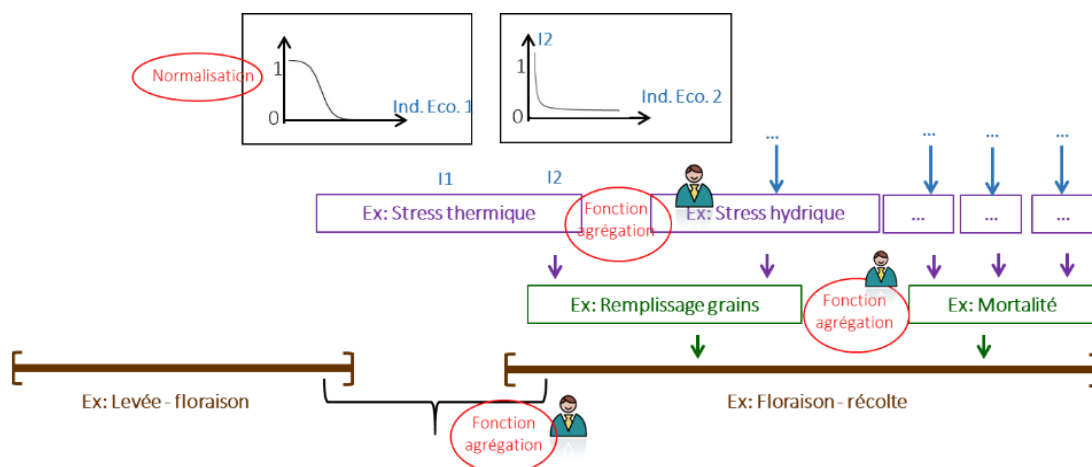 Normalisation
1
0
Ind. Eco. 1
I2
1
0
Ind. Eco. 2
...
...
...
...
I1
I2
Ex: Stress thermique
Fonction
agrégation
Ex: Stress hydrique
...
...
...
Ex: Remplissage grains
Fonction
agrégation
Ex: Mortalité
Ex: Levée - floraison
Ex: Floraison - récolte
Fonction
agrégation